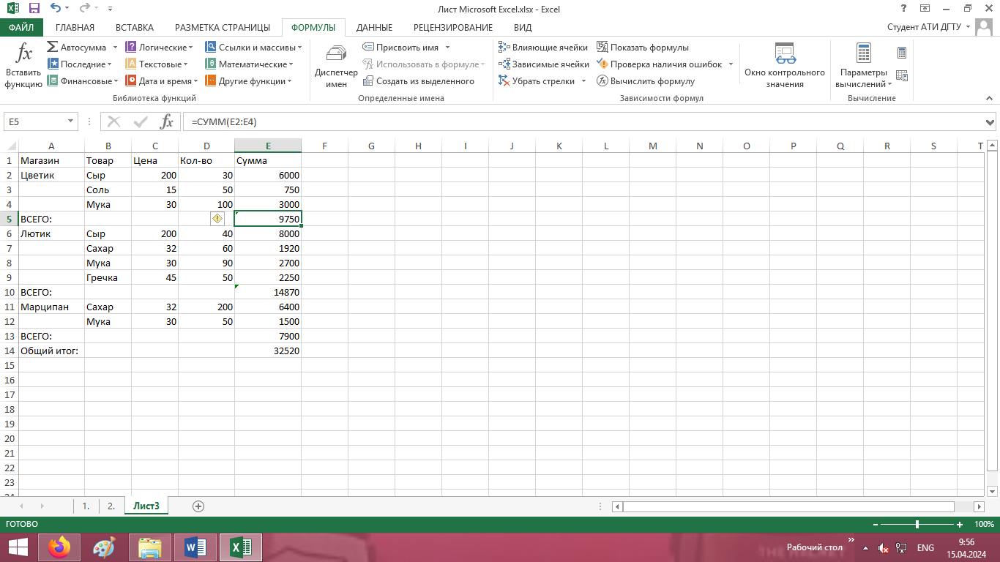 Лист Microsoft Excel.xlsx - Excel
ФАЙЛ ГЛАВНАЯ ВСТАВКА РАЗМЕТКА СТРАНИЦЫ ФОРМУЛЫ ДАННЫЕ РЕЦЕНЗИРОВАНИЕ ВИД Студент АТИ ДГТУ
fx Вставить функцию
Σ Автосумма
Последние
Финансовые
Логические
Текстовые
Дата и время
Ссылки и массивы
Математические
Другие функции
Библиотека функций
Диспетчер имен
Присвоить имя
Использовать в формуле
Создать из выделенного
Определенные имена
Влияющие ячейки
Зависимые ячейки
Убрать стрелки
Показать формулы
Проверка наличия ошибок
Вычислить формулу
Зависимости формул
Окно контрольного значения
Параметры вычислений
Вычисление
E5 fx =СУММ(E2:E4)
A B C D E F G H I J K L M N O P Q R S T
1 Магазин Товар Цена Кол-во Сумма
2 Цветик Сыр 200 30 6000
3 Соль 15 50 750
4 Мука 30 100 3000
5 ВСЕГО: 9750
6 Лютик Сыр 200 40 8000
7 Сахар 32 60 1920
8 Мука 30 90 2700
9 Гречка 45 50 2250
10 ВСЕГО: 14870
11 Марципан Сахар 32 200 6400
12 Мука 30 50 1500
13 ВСЕГО: 7900
14 Общий итог: 32520
15
16
17
18
19
20
21
22
23
24
1. 2. Лист3
ГОТОВО 100%
Рабочий стол ENG 9:56
15.04.2024